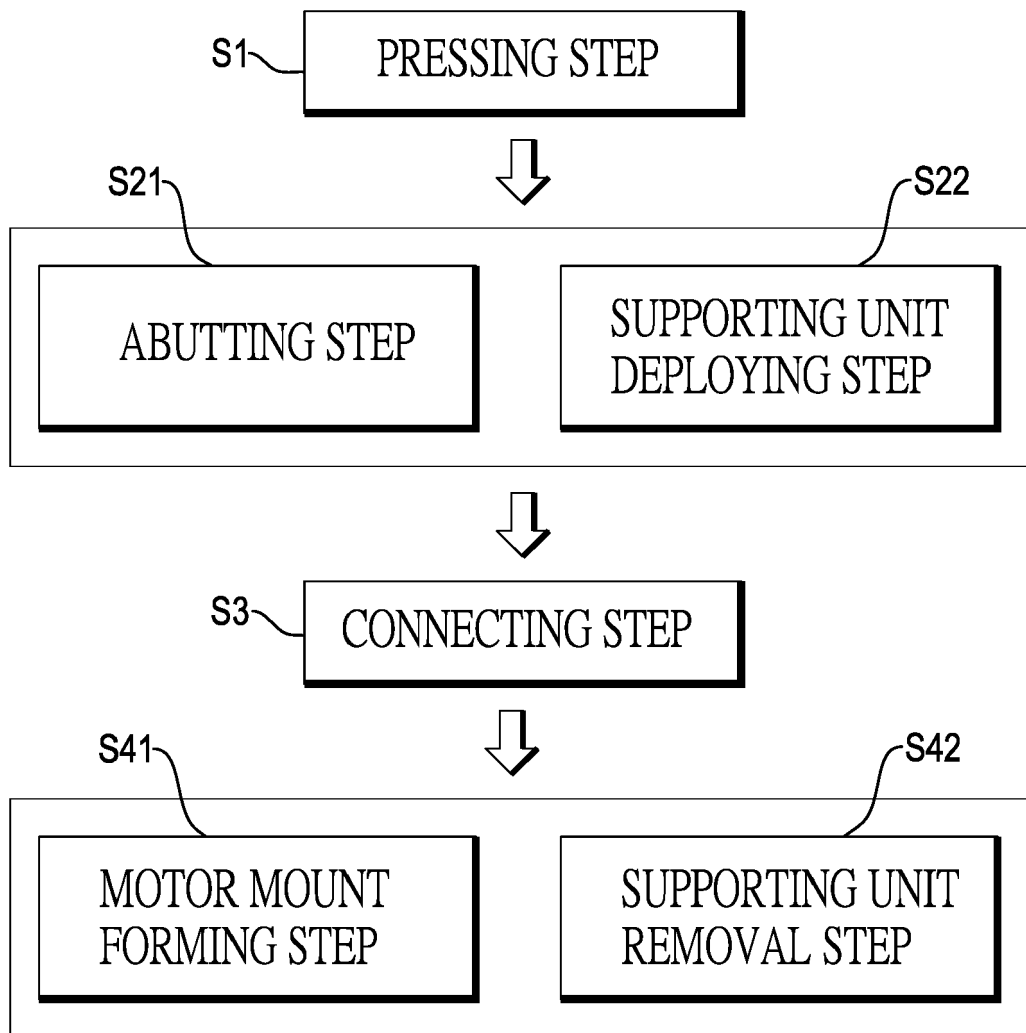 S1
PRESSING STEP
S21
S22
ABUTTING STEP
SUPPORTING UNIT
DEPLOYING STEP
S3
CONNECTING STEP
S41
S42
MOTOR MOUNT
FORMING STEP
SUPPORTING UNIT
REMOVAL STEP